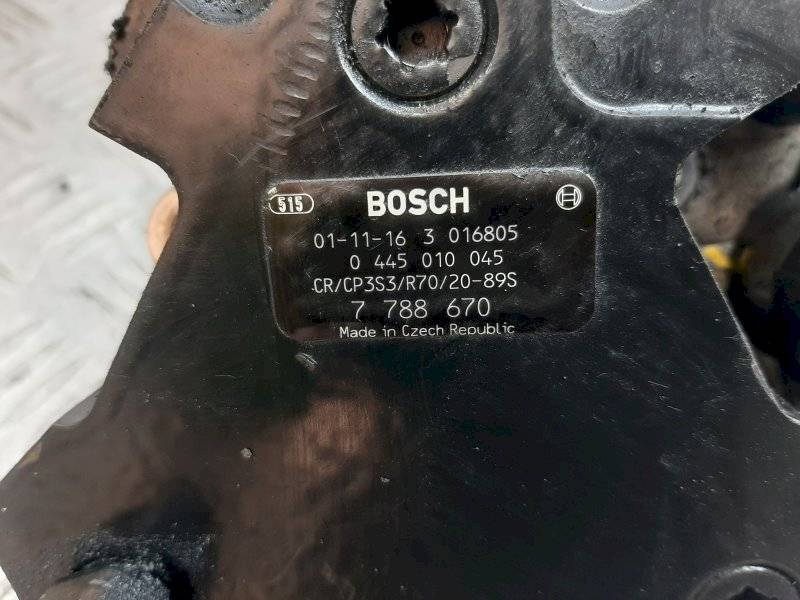 515 BOSCH
01-11-16 3 016805
0 445 010 045
CR/CP3S3/R70/20-89S
7 788 670
Made in Czech Republic